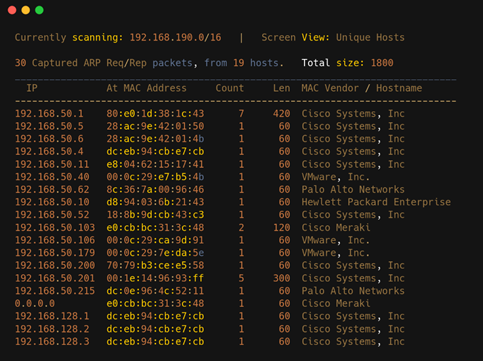 Currently scanning: 192.168.190.0/16 | Screen View: Unique Hosts
30 Captured ARP Req/Rep packets, from 19 hosts. Total size: 1800
IP At MAC Address Count Len MAC Vendor / Hostname
192.168.50.1 80:e0:1d:38:1c:43 7 420 Cisco Systems, Inc
192.168.50.5 28:ac:9e:42:01:50 1 60 Cisco Systems, Inc
192.168.50.6 28:ac:9e:42:01:4b 1 60 Cisco Systems, Inc
192.168.50.4 dc:eb:94:cb:e7:cb 1 60 Cisco Systems, Inc
192.168.50.11 e8:04:62:15:17:41 1 60 Cisco Systems, Inc
192.168.50.40 00:0c:29:e7:b5:4b 1 60 VMware, Inc.
192.168.50.62 8c:36:7a:00:96:46 1 60 Palo Alto Networks
192.168.50.10 d8:94:03:6b:21:43 1 60 Hewlett Packard Enterprise
192.168.50.52 18:8b:9d:cb:43:c3 1 60 Cisco Systems, Inc
192.168.50.103 e0:cb:bc:31:3c:48 2 120 Cisco Meraki
192.168.50.106 00:0c:29:ca:9d:91 1 60 VMware, Inc.
192.168.50.179 00:0c:29:7e:da:5e 1 60 VMware, Inc.
192.168.50.200 70:79:b3:ce:e5:58 1 60 Cisco Systems, Inc
192.168.50.201 00:1e:14:96:93:ff 5 300 Cisco Systems, Inc
192.168.50.215 dc:0e:96:4c:52:11 1 60 Palo Alto Networks
0.0.0.0 e0:cb:bc:31:3c:48 1 60 Cisco Meraki
192.168.128.1 dc:eb:94:cb:e7:cb 1 60 Cisco Systems, Inc
192.168.128.2 dc:eb:94:cb:e7:cb 1 60 Cisco Systems, Inc
192.168.128.3 dc:eb:94:cb:e7:cb 1 60 Cisco Systems, Inc